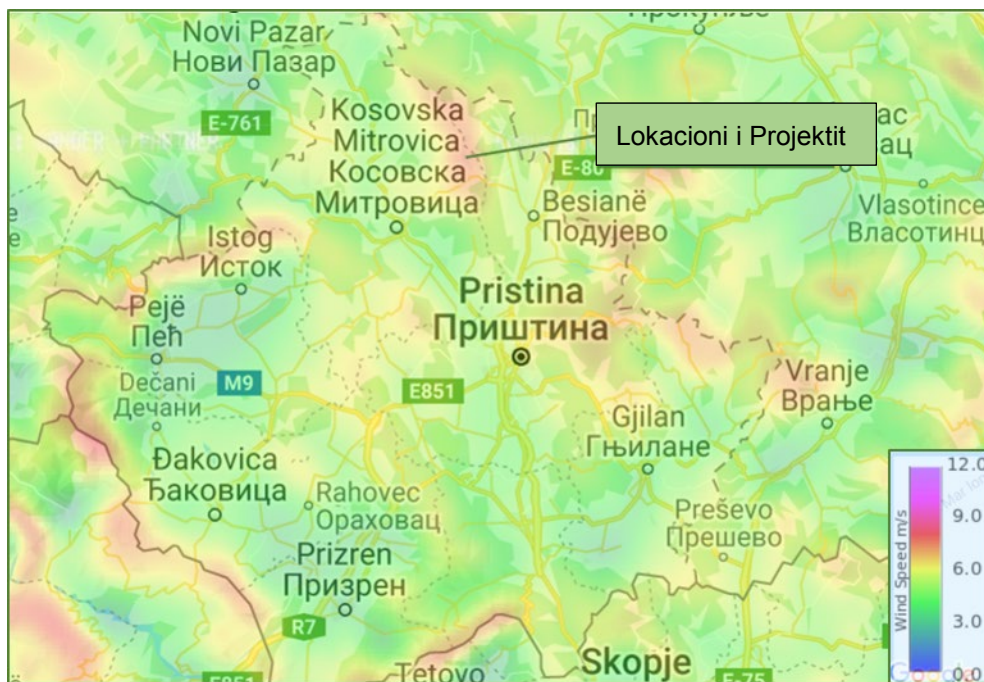 Novi Pazar
Нови Пазар
E-761
Kosovska
Mitrovica
Косовска
Митровица
Lokacioni i Projektit
E-80
Besianë
Подујево
Vlasotince
Istog
Исток
Pristina
Приштина
Pejë
Пећ
M9
Dečani
Дечани
E851
Vranje
Врање
Gjilan
Гњилане
Đakovica
Ђаковица
Rahovec
Ораховац
Preševo
Прешево
Prizren
Призрен
R7
Tetovo
Skopje
E-75
E851
Wind Speed m/s
12.0
9.0
6.0
3.0
0.0